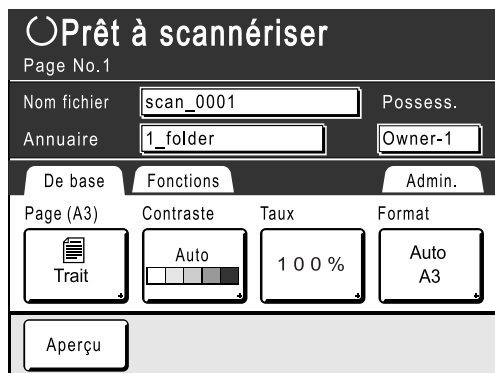 Prêt à scannériser
Page No.1
Nom fichier scan_0001 Possess.
Annuaire 1_folder Owner-1
De base Fonctions Admin.
Page (A3) Contraste Taux Format
Trait Auto 100% Auto A3
Aperçu